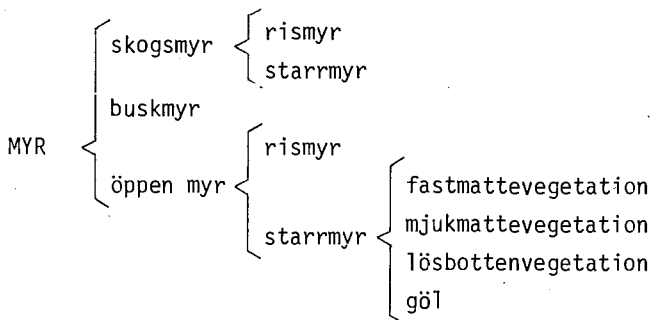 rismyr
skogsmyr
starrmyr
buskmyr
MYR
rismyr
öppen myr
fastmattevegetation
mjukmattevegetation
starrmyr
lösbottenvegetation
göl